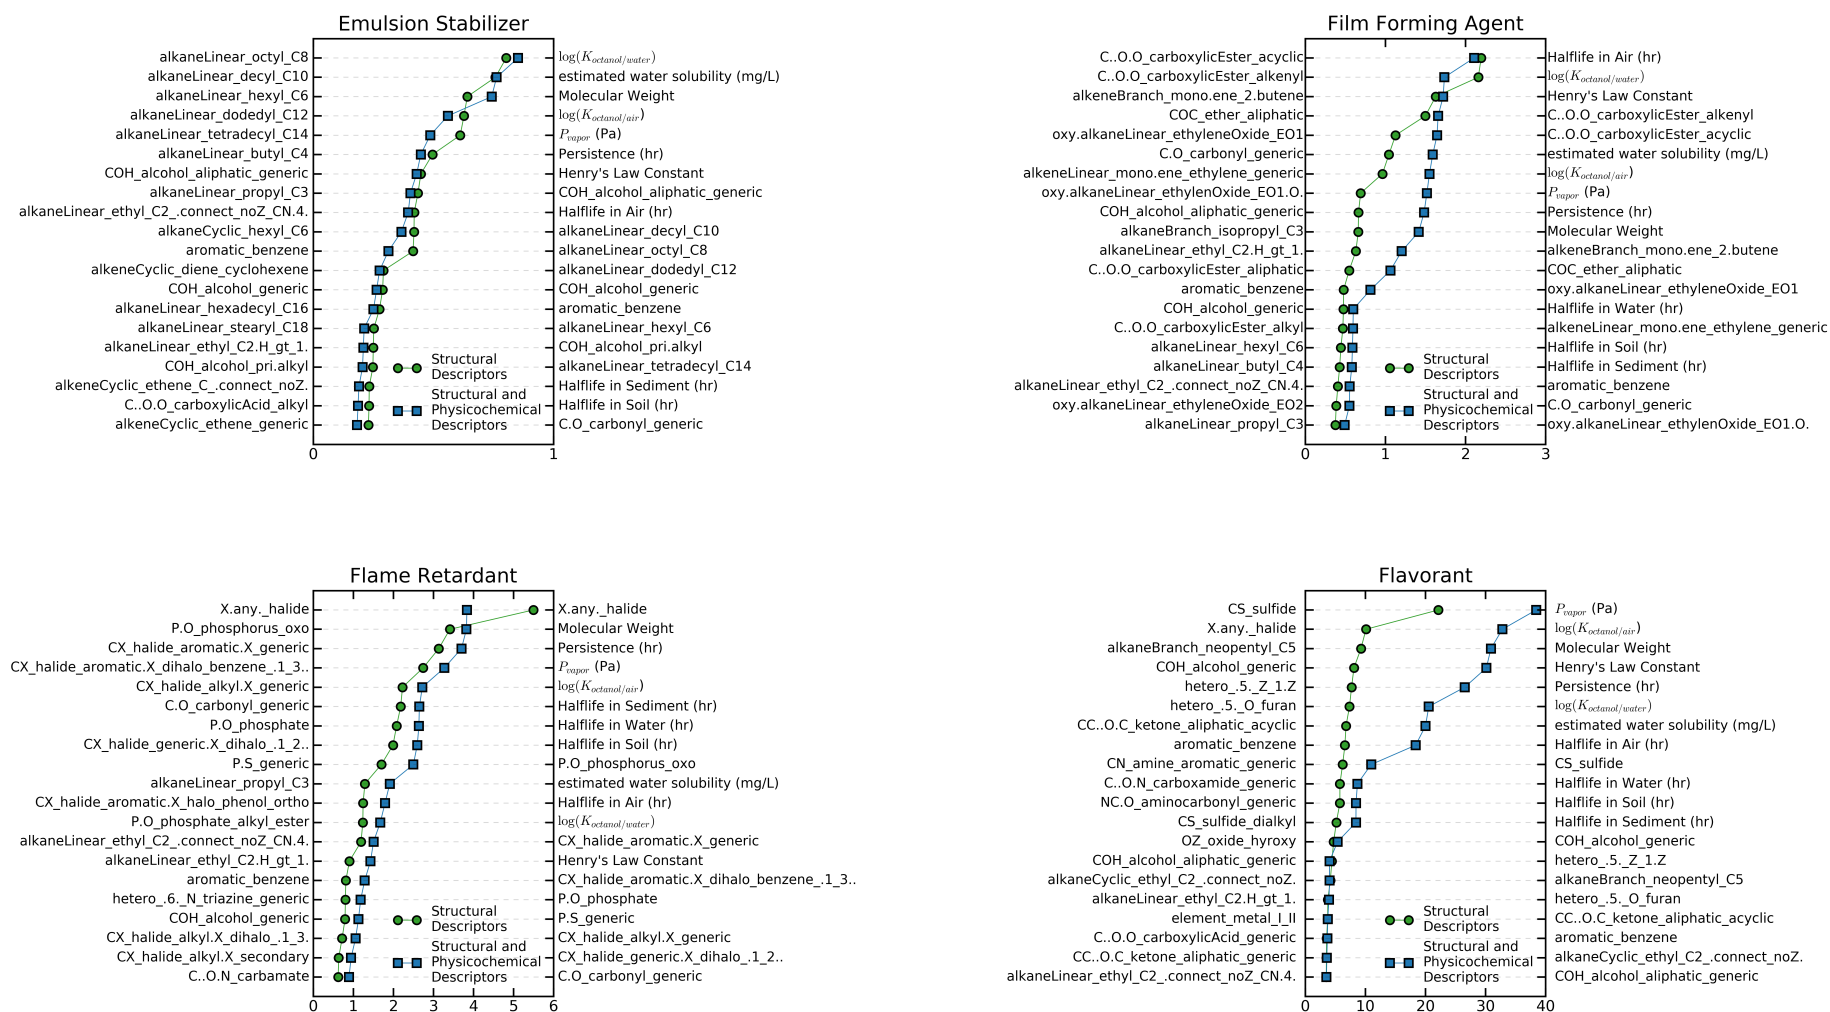 Emulsion Stabilizer
alkaneLinear_octyl_C8
alkaneLinear_decyl_C10
alkaneLinear_hexyl_C6
alkaneLinear_dodedyl_C12
alkaneLinear_tetradecyl_C14
alkaneLinear_butyl_C4
COH_alcohol_aliphatic_generic
alkaneLinear_propyl_C3
alkaneLinear_ethyl_C2_.connect_noZ_CN.4.
alkaneCyclic_hexyl_C6
aromatic_benzene
alkeneCyclic_diene_cyclohexene
COH_alcohol_generic
alkaneLinear_hexadecyl_C16
alkaneLinear_stearyl_C18
alkaneLinear_ethyl_C2.H_gt_1.
COH_alcohol_pri.alkyl
alkeneCyclic_ethene_C_.connect_noZ.
C..O.O_carboxylicAcid_alkyl
alkeneCyclic_ethene_generic
log(K_octanol/water)
estimated water solubility (mg/L)
Molecular Weight
log(K_octanol/air)
P_vapor (Pa)
Persistence (hr)
Henry's Law Constant
COH_alcohol_aliphatic_generic
Halflife in Air (hr)
alkaneLinear_decyl_C10
alkaneLinear_octyl_C8
alkaneLinear_dodedyl_C12
COH_alcohol_generic
aromatic_benzene
alkaneLinear_hexyl_C6
COH_alcohol_pri.alkyl
alkaneLinear_tetradecyl_C14
Halflife in Sediment (hr)
Halflife in Soil (hr)
C.O_carbonyl_generic
Structural
Descriptors
Structural and
Physicochemical
Descriptors
0 1
Film Forming Agent
C..O.O_carboxylicEster_acyclic
C..O.O_carboxylicEster_alkenyl
alkeneBranch_mono.ene_2.butene
COC_ether_aliphatic
oxy.alkaneLinear_ethyleneOxide_EO1
C.O_carbonyl_generic
alkeneLinear_mono.ene_ethylene_generic
oxy.alkaneLinear_ethylenOxide_EO1.O.
COH_alcohol_aliphatic_generic
alkaneBranch_isopropyl_C3
alkaneLinear_ethyl_C2.H_gt_1.
C..O.O_carboxylicEster_aliphatic
aromatic_benzene
COH_alcohol_generic
C..O.O_carboxylicEster_alkyl
alkaneLinear_hexyl_C6
alkaneLinear_butyl_C4
alkaneLinear_ethyl_C2_.connect_noZ_CN.4.
oxy.alkaneLinear_ethyleneOxide_EO2
alkaneLinear_propyl_C3
Halflife in Air (hr)
log(K_octanol/water)
Henry's Law Constant
C..O.O_carboxylicEster_alkenyl
C..O.O_carboxylicEster_acyclic
estimated water solubility (mg/L)
log(K_octanol/air)
P_vapor (Pa)
Persistence (hr)
Molecular Weight
alkeneBranch_mono.ene_2.butene
COC_ether_aliphatic
oxy.alkaneLinear_ethyleneOxide_EO1
Halflife in Water (hr)
alkeneLinear_mono.ene_ethylene_generic
Halflife in Soil (hr)
Halflife in Sediment (hr)
aromatic_benzene
C.O_carbonyl_generic
oxy.alkaneLinear_ethylenOxide_EO1.O.
Structural
Descriptors
Structural and
Physicochemical
Descriptors
0 1 2 3
Flame Retardant
X.any._halide
P.O_phosphorus_oxo
CX_halide_aromatic.X_generic
CX_halide_aromatic.X_dihalo_benzene_.1_3..
CX_halide_alkyl.X_generic
C.O_carbonyl_generic
P.O_phosphate
CX_halide_generic.X_dihalo_.1_2..
P.S_generic
alkaneLinear_propyl_C3
CX_halide_aromatic.X_halo_phenol_ortho
P.O_phosphate_alkyl_ester
alkaneLinear_ethyl_C2_.connect_noZ_CN.4.
alkaneLinear_ethyl_C2.H_gt_1.
aromatic_benzene
hetero_.6._N_triazine_generic
COH_alcohol_generic
CX_halide_alkyl.X_dihalo_.1_3.
CX_halide_alkyl.X_secondary
C..O.N_carbamate
X.any._halide
Molecular Weight
Persistence (hr)
P_vapor (Pa)
log(K_octanol/air)
Halflife in Sediment (hr)
Halflife in Water (hr)
Halflife in Soil (hr)
P.O_phosphorus_oxo
estimated water solubility (mg/L)
Halflife in Air (hr)
log(K_octanol/water)
CX_halide_aromatic.X_generic
Henry's Law Constant
CX_halide_aromatic.X_dihalo_benzene_.1_3..
P.O_phosphate
P.S_generic
CX_halide_alkyl.X_generic
CX_halide_generic.X_dihalo_.1_2..
C.O_carbonyl_generic
Structural
Descriptors
Structural and
Physicochemical
Descriptors
0 1 2 3 4 5 6
Flavorant
CS_sulfide
X.any._halide
alkaneBranch_neopentyl_C5
COH_alcohol_generic
hetero_.5._Z_1.Z
hetero_.5._O_furan
CC..O.C_ketone_aliphatic_acyclic
aromatic_benzene
CN_amine_aromatic_generic
C..O.N_carboxamide_generic
NC.O_aminocarbonyl_generic
CS_sulfide_dialkyl
OZ_oxide_hyroxy
COH_alcohol_aliphatic_generic
alkaneCyclic_ethyl_C2_.connect_noZ.
alkaneLinear_ethyl_C2.H_gt_1.
element_metal_I_II
C..O.O_carboxylicAcid_generic
CC..O.C_ketone_aliphatic_generic
alkaneLinear_ethyl_C2_.connect_noZ_CN.4.
P_vapor (Pa)
log(K_octanol/air)
Molecular Weight
Henry's Law Constant
Persistence (hr)
log(K_octanol/water)
estimated water solubility (mg/L)
Halflife in Air (hr)
CS_sulfide
Halflife in Water (hr)
Halflife in Soil (hr)
Halflife in Sediment (hr)
COH_alcohol_generic
hetero_.5._Z_1.Z
alkaneBranch_neopentyl_C5
hetero_.5._O_furan
CC..O.C_ketone_aliphatic_acyclic
aromatic_benzene
alkaneCyclic_ethyl_C2_.connect_noZ.
COH_alcohol_aliphatic_generic
Structural
Descriptors
Structural and
Physicochemical
Descriptors
0 10 20 30 40